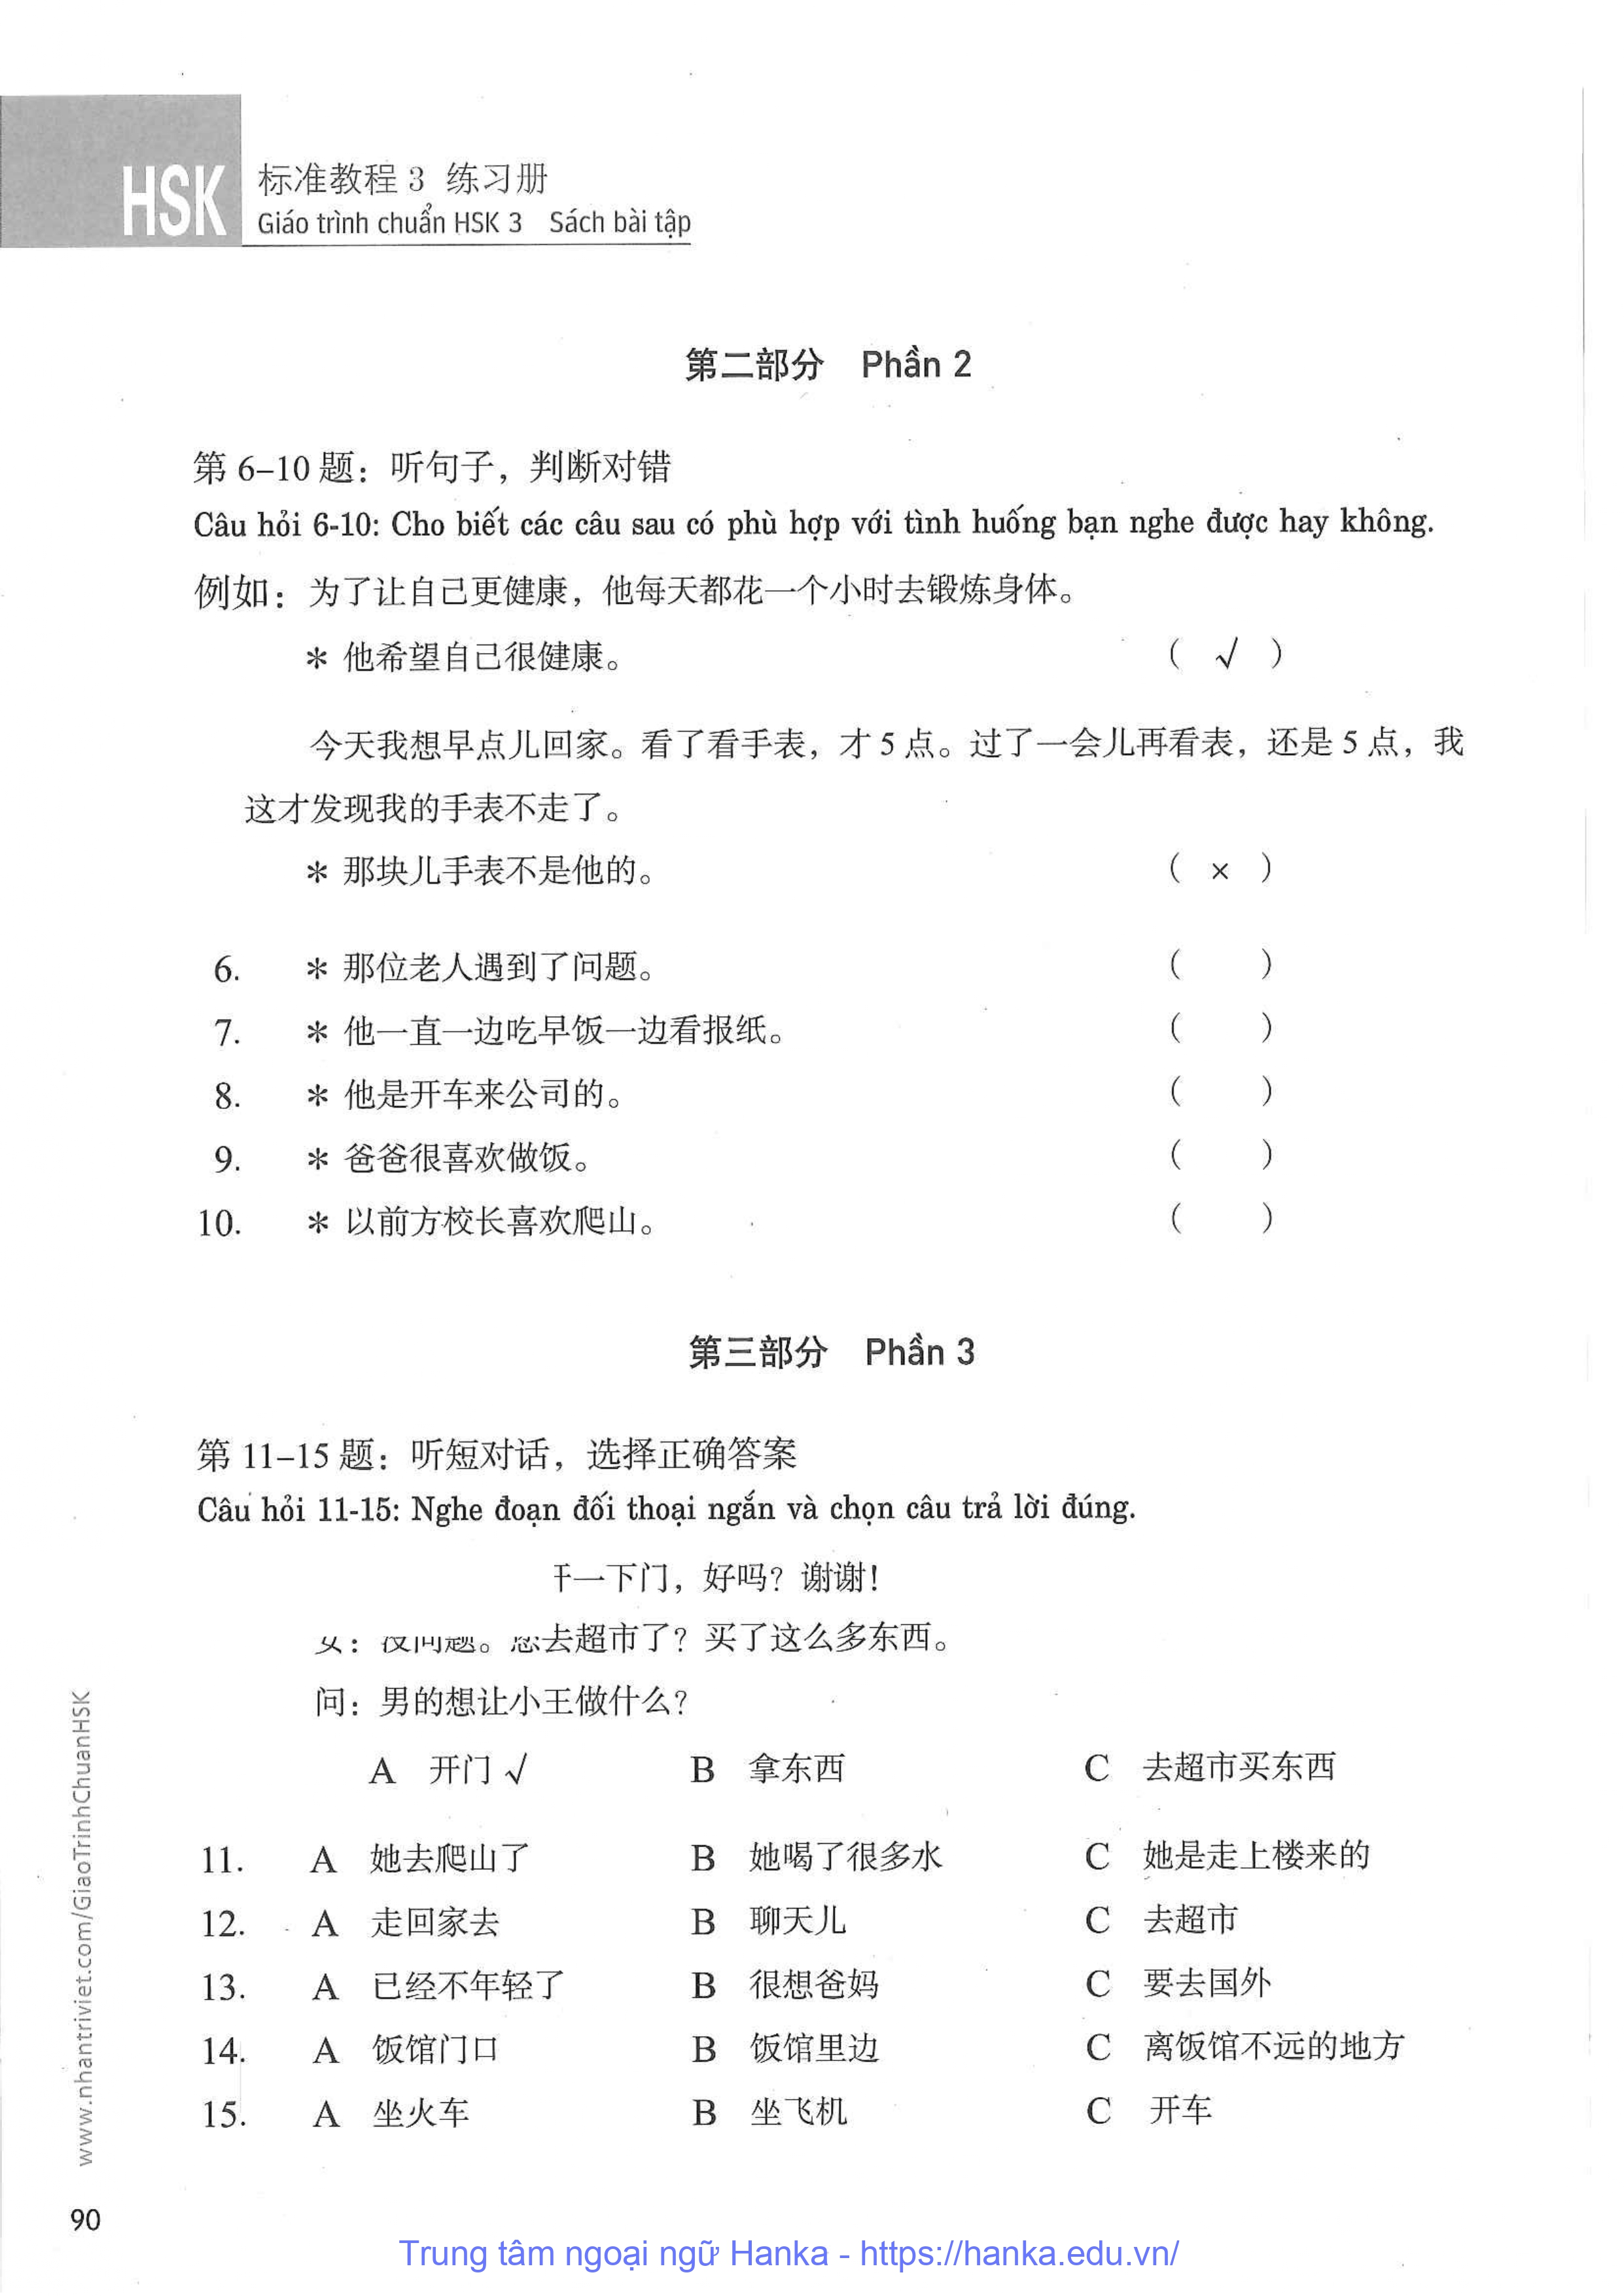 HSK 标准教程 3 练习册
Giáo trình chuẩn HSK 3 Sách bài tập
第二部分 Phần 2
第 6–10 题：听句子，判断对错
Câu hỏi 6-10: Cho biết các câu sau có phù hợp với tình huống bạn nghe được hay không.
例如：为了让自己更健康，他每天都花一个小时去锻炼身体。
＊ 他希望自己很健康。 （ √ ）
今天我想早点儿回家。看了看手表，才 5 点。过了一会儿再看表，还是 5 点，我
这才发现我的手表不走了。
＊ 那块儿手表不是他的。 （ × ）
6. ＊ 那位老人遇到了问题。 （ ）
7. ＊ 他一直一边吃早饭一边看报纸。 （ ）
8. ＊ 他是开车来公司的。 （ ）
9. ＊ 爸爸很喜欢做饭。 （ ）
10. ＊ 以前方校长喜欢爬山。 （ ）
第三部分 Phần 3
第 11–15 题：听短对话，选择正确答案
Câu hỏi 11-15: Nghe đoạn đối thoại ngắn và chọn câu trả lời đúng.
一下门，好吗？谢谢！
女：没问题。您去超市了？买了这么多东西。
问：男的想让小王做什么？
A 开门 √ B 拿东西 C 去超市买东西
11. A 她去爬山了 B 她喝了很多水 C 她是走上楼来的
12. A 走回家去 B 聊天儿 C 去超市
13. A 已经不年轻了 B 很想爸妈 C 要去国外
14. A 饭馆门口 B 饭馆里边 C 离饭馆不远的地方
15. A 坐火车 B 坐飞机 C 开车
www.nhantriviet.com/GiaoTrinhChuanHSK
90
Trung tâm ngoại ngữ Hanka - https://hanka.edu.vn/